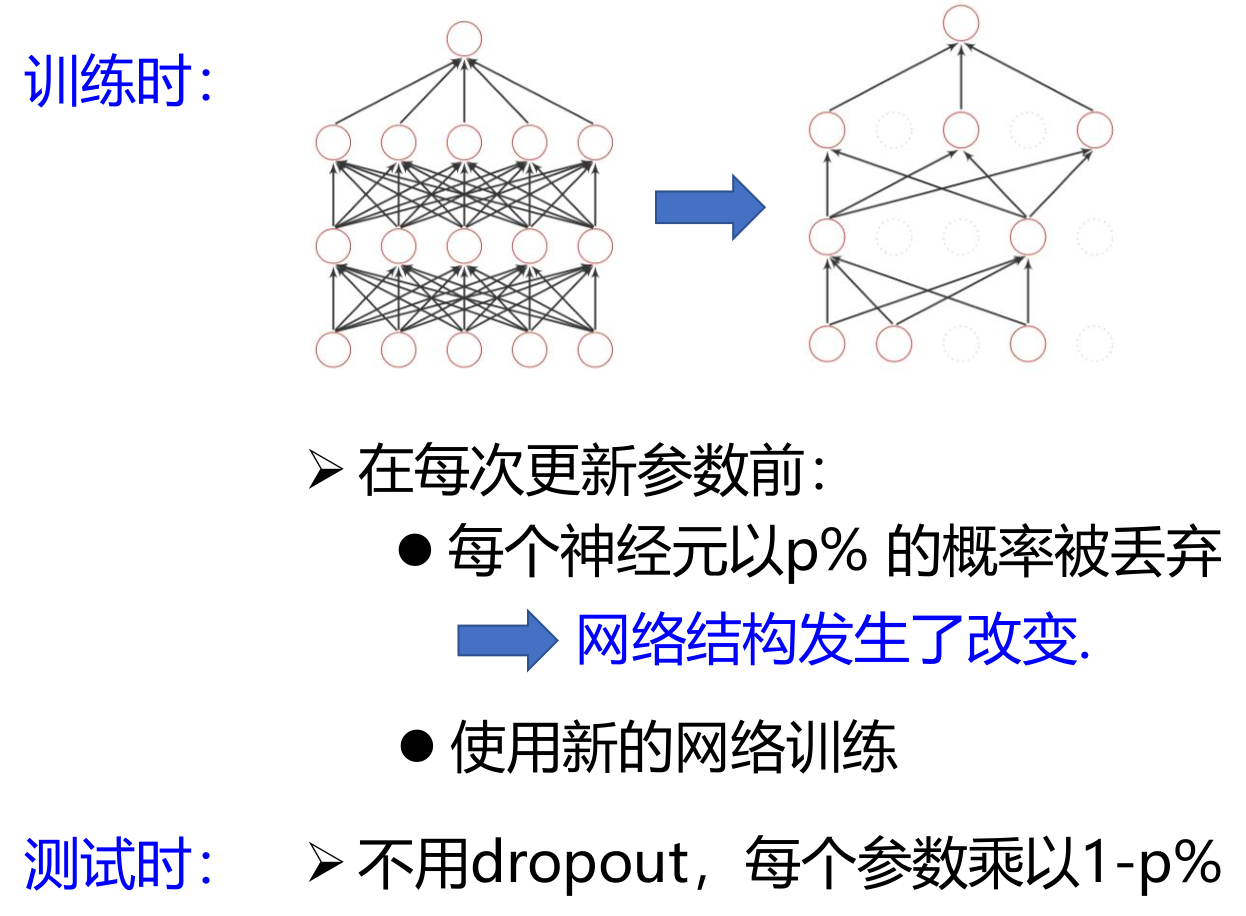 训练时：
在每次更新参数前：
每个神经元以p% 的概率被丢弃
网络结构发生了改变.
使用新的网络训练
测试时：
不用dropout，每个参数乘以1-p%